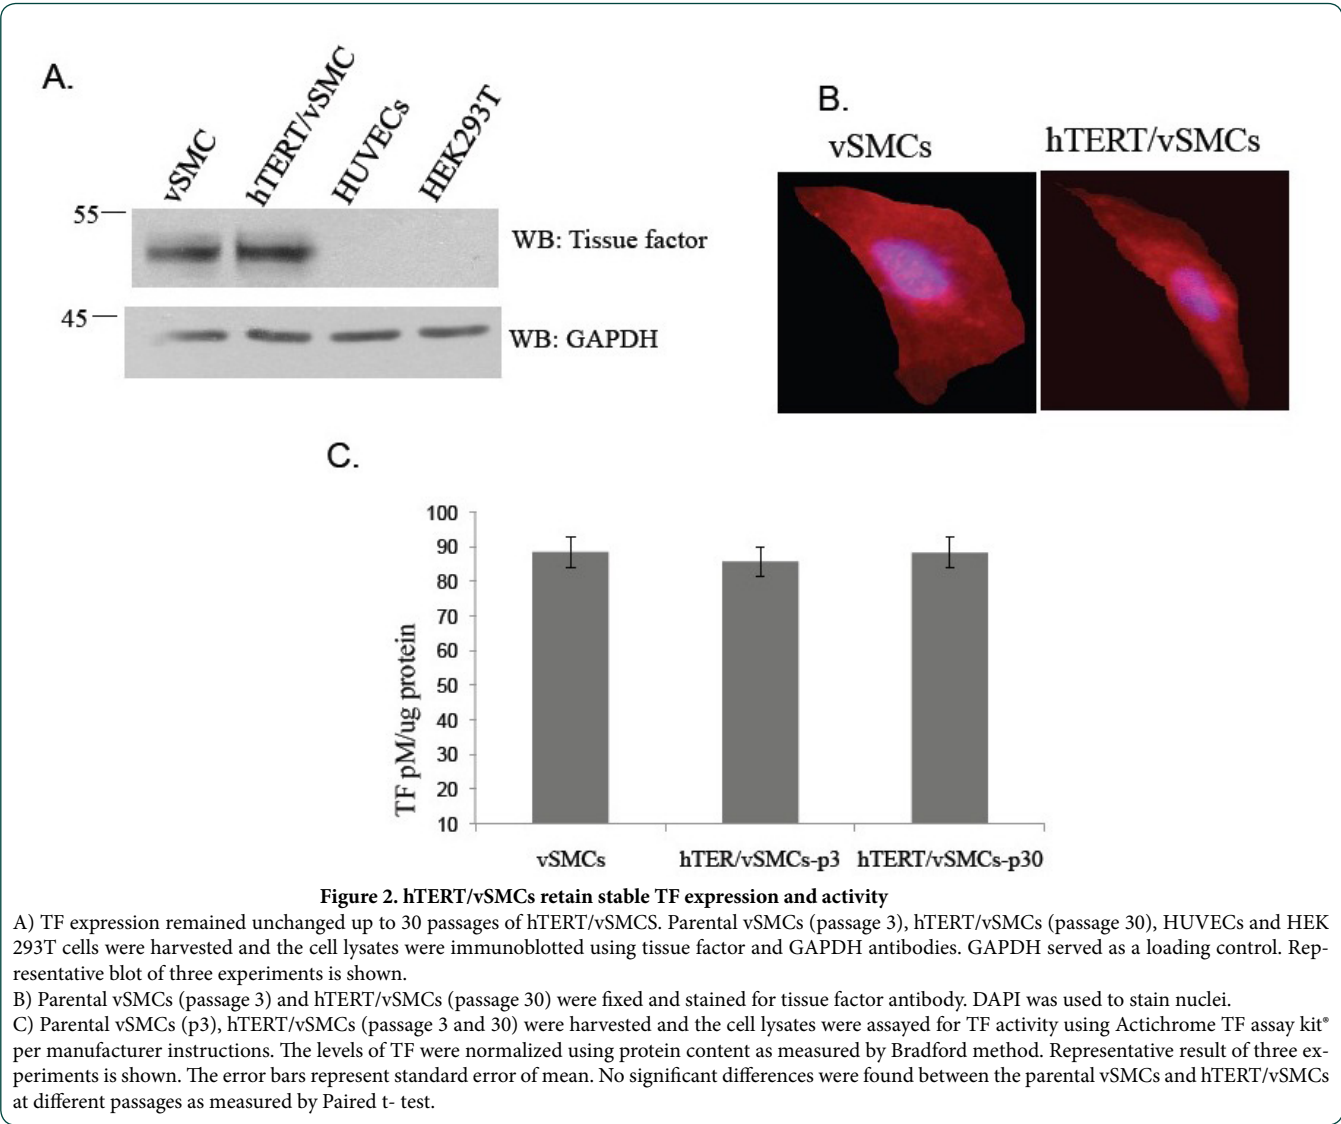 A.
vSMC
hTERT/vSMC
HUVECs
HEK293T
55
WB: Tissue factor
45
WB: GAPDH
B.
vSMCs
hTERT/vSMCs
C.
TF pM/ug protein
100
90
80
70
60
50
40
30
20
10
vSMCs
hTER/vSMCs-p3
hTERT/vSMCs-p30
Figure 2. hTERT/vSMCs retain stable TF expression and activity
A) TF expression remained unchanged up to 30 passages of hTERT/vSMCS. Parental vSMCs (passage 3), hTERT/vSMCs (passage 30), HUVECs and HEK
293T cells were harvested and the cell lysates were immunoblotted using tissue factor and GAPDH antibodies. GAPDH served as a loading control. Rep-
resentative blot of three experiments is shown.
B) Parental vSMCs (passage 3) and hTERT/vSMCs (passage 30) were fixed and stained for tissue factor antibody. DAPI was used to stain nuclei.
C) Parental vSMCs (p3), hTERT/vSMCs (passage 3 and 30) were harvested and the cell lysates were assayed for TF activity using Actichrome TF assay kit®
per manufacturer instructions. The levels of TF were normalized using protein content as measured by Bradford method. Representative result of three ex-
periments is shown. The error bars represent standard error of mean. No significant differences were found between the parental vSMCs and hTERT/vSMCs
at different passages as measured by Paired t- test.